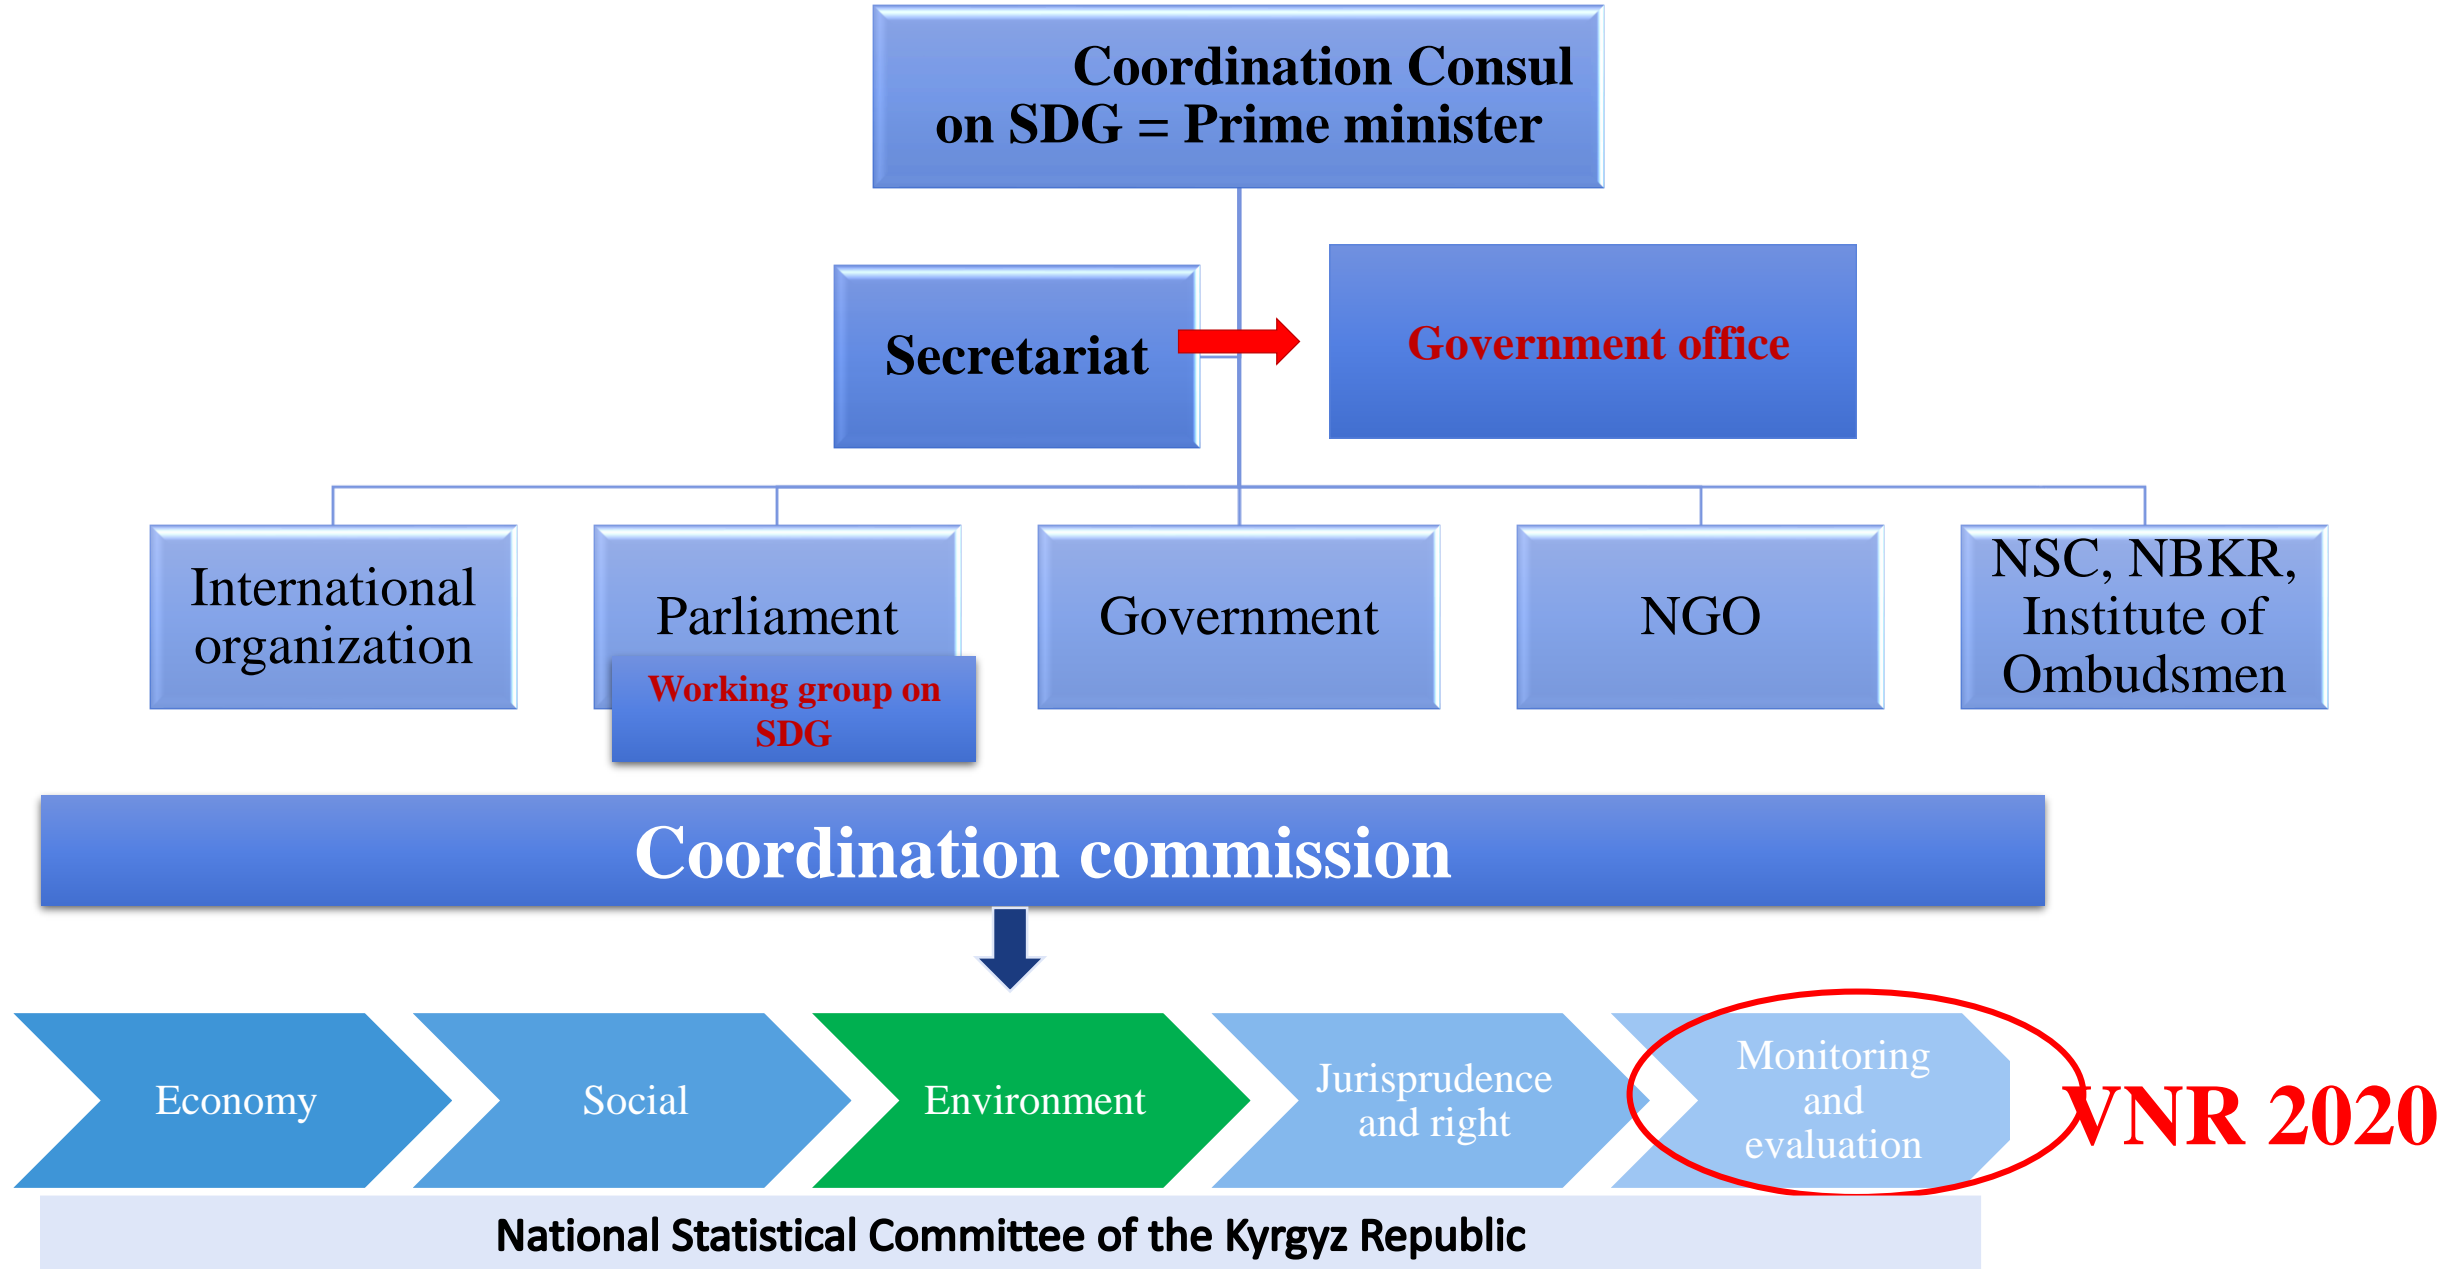 Coordination Consul
on SDG = Prime minister
Secretariat
Government office
International
organization
Parliament
Working group on
SDG
Government
NGO
NSC, NBKR,
Institute of
Ombudsmen
Coordination commission
Economy
Social
Environment
Jurisprudence
and right
Monitoring
and
evaluation
VNR 2020
National Statistical Committee of the Kyrgyz Republic